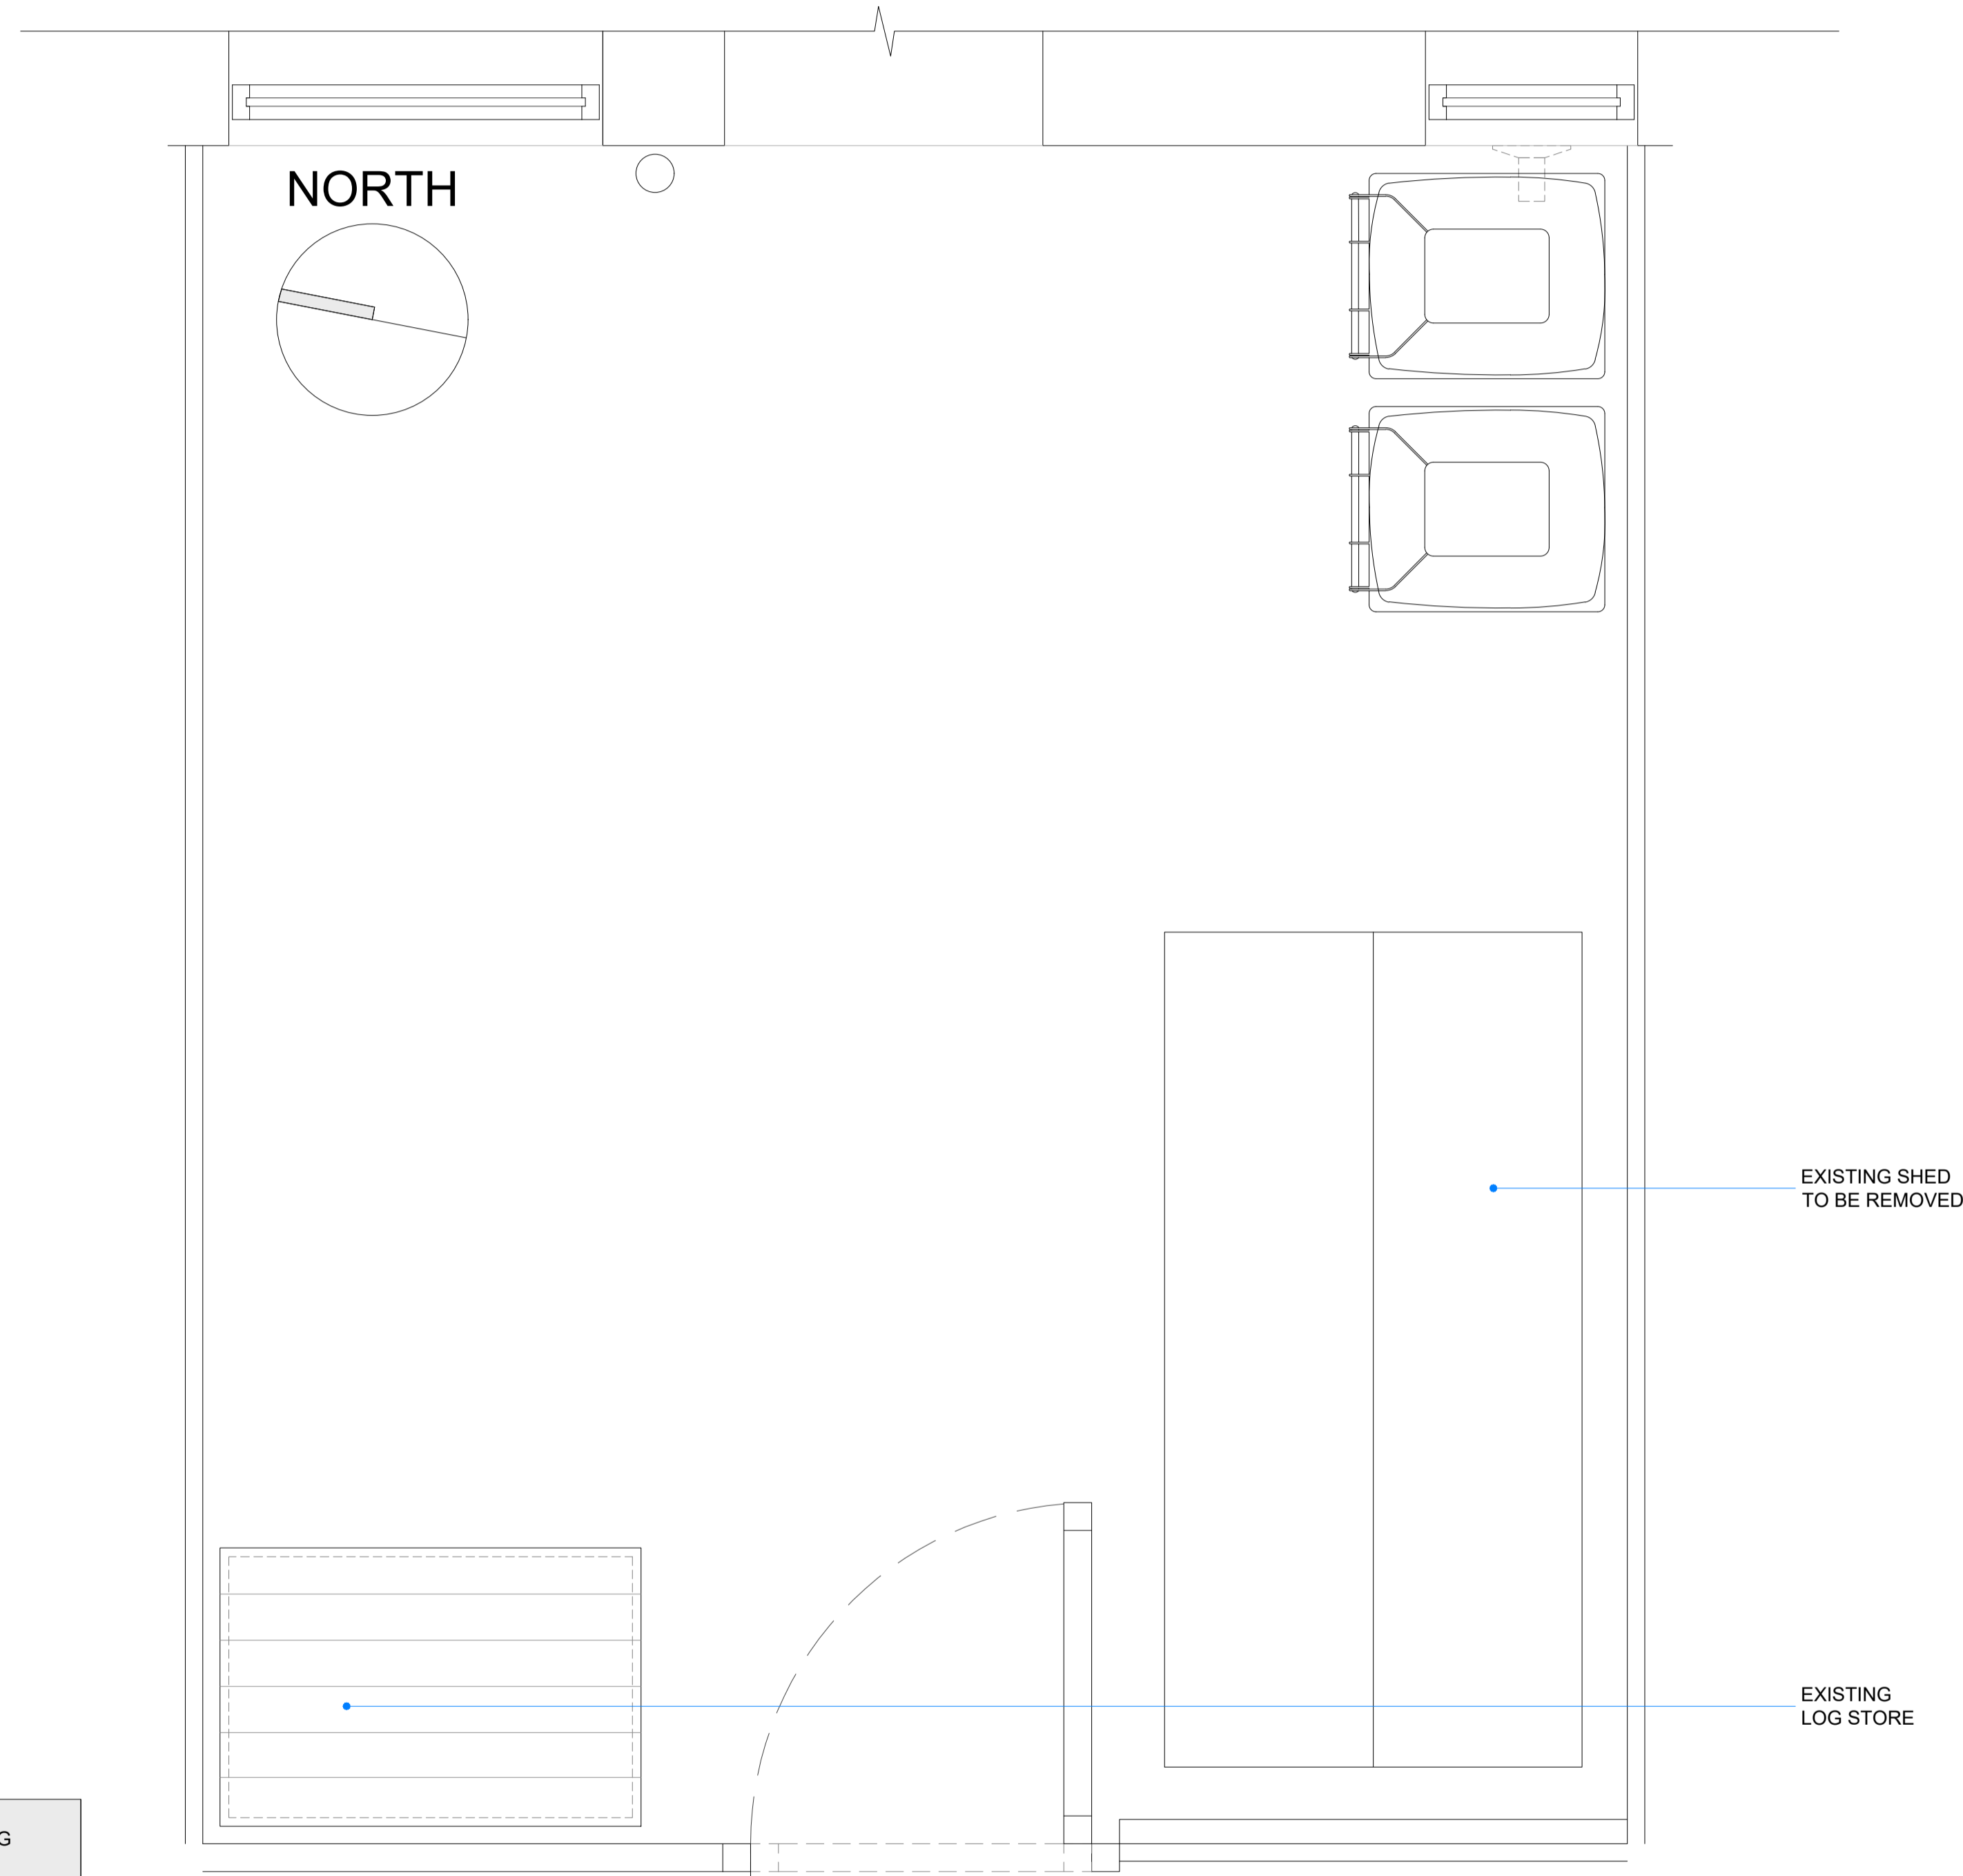 NORTH
EXISTING SHED
TO BE REMOVED
EXISTING
LOG STORE